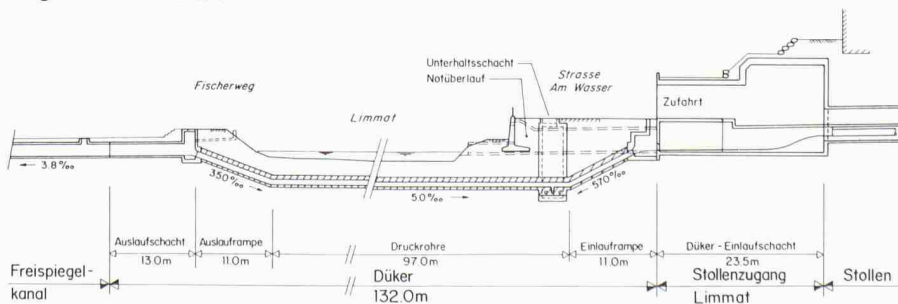 Unterhaltsschacht
Notüberlauf
Strasse
Am Wasser
Fischerweg
Limmat
Zufahrt
3.8‰
350‰
5.0‰
570‰
Auslaufschacht
13.0m
Auslauframpe
11.0m
Druckrohre
97.0m
Einlauframpe
11.0m
Düker-Einlaufschacht
23.5m
Freispiegel-
kanal
Düker
132.0m
Stollenzugang
Limmat
Stollen